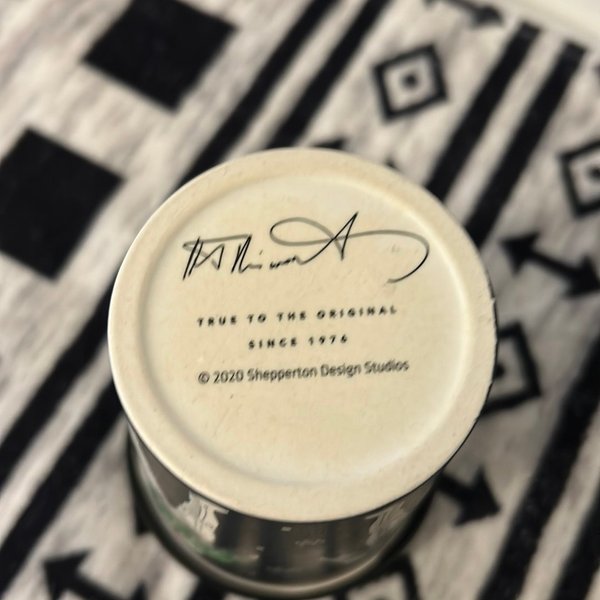 TRUE TO THE ORIGINAL
SINCE 1976
© 2020 Shepperton Design Studios